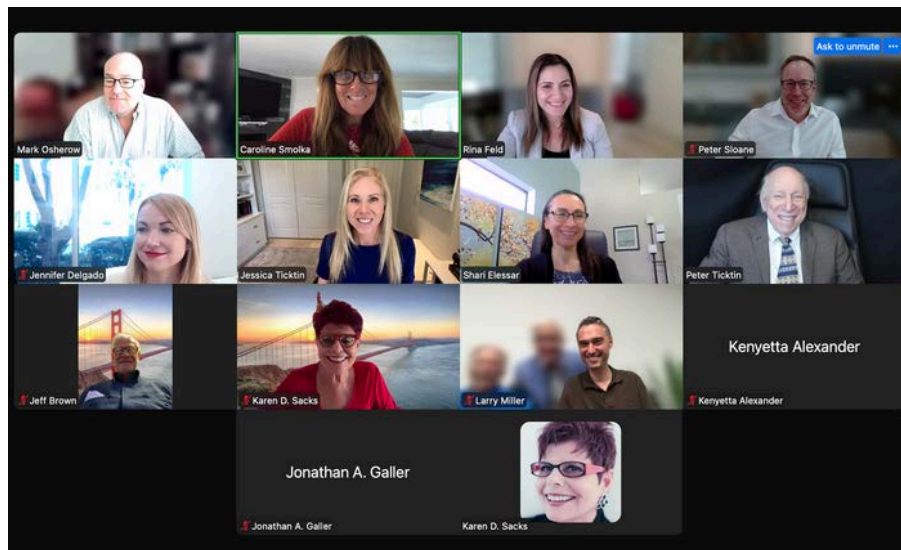 Ask to unmute ...
Mark Osherow
Caroline Smolka
Rina Feld
Peter Sloane
Jennifer Delgado
Jessica Ticktin
Shari Elessar
Peter Ticktin
Kenyetta Alexander
Jeff Brown
Karen D. Sacks
Larry Miller
Kenyetta Alexander
Jonathan A. Galler
Jonathan A. Galler
Karen D. Sacks